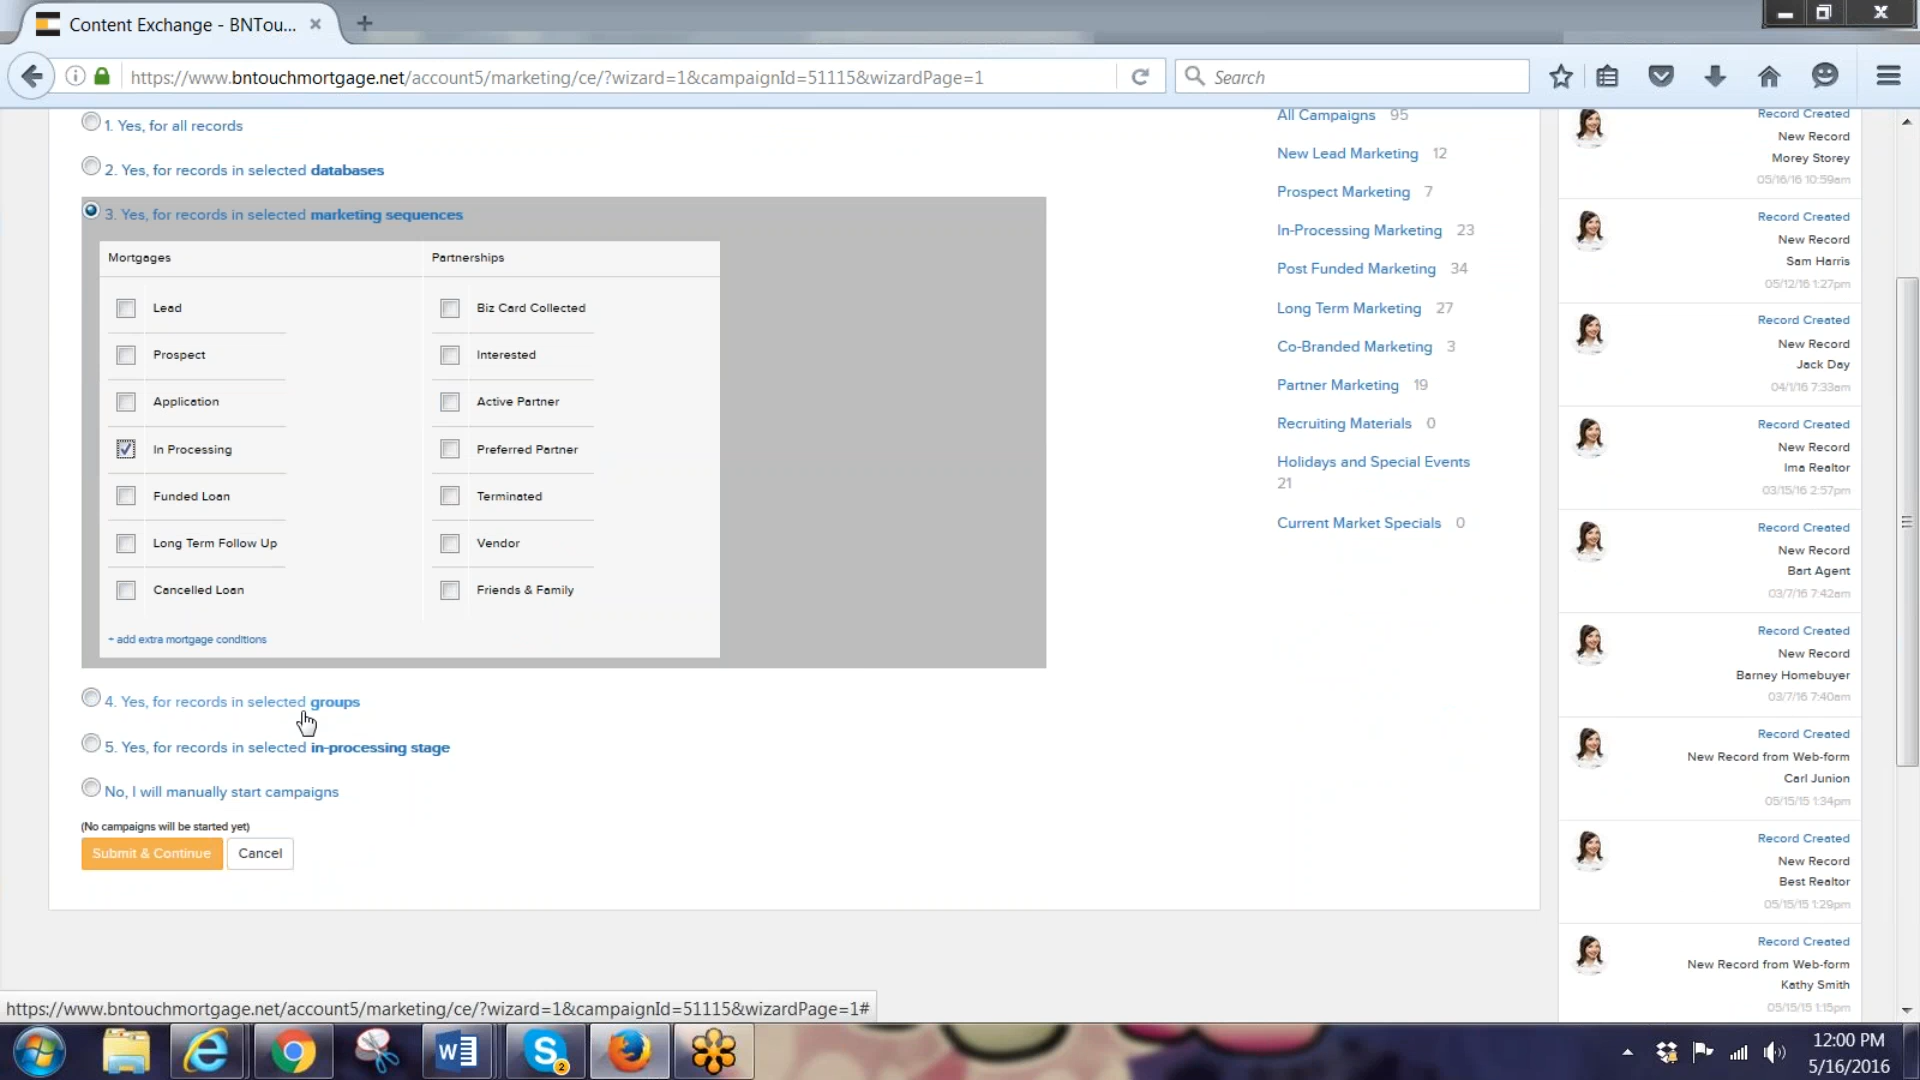 Content Exchange - BNTou...
https://www.bntouchmortgage.net/account5/marketing/ce/?wizard=1&campaignId=51115&wizardPage=1
Search
1. Yes, for all records
2. Yes, for records in selected databases
3. Yes, for records in selected marketing sequences
Mortgages
Partnerships
Lead
Biz Card Collected
Prospect
Interested
Application
Active Partner
In Processing
Preferred Partner
Funded Loan
Terminated
Long Term Follow Up
Vendor
Cancelled Loan
Friends & Family
+ add extra mortgage conditions
4. Yes, for records in selected groups
5. Yes, for records in selected in-processing stage
No, I will manually start campaigns
(No campaigns will be started yet)
Submit & Continue
Cancel
All Campaigns 95
New Lead Marketing 12
Prospect Marketing 7
In-Processing Marketing 23
Post Funded Marketing 34
Long Term Marketing 27
Co-Branded Marketing 3
Partner Marketing 19
Recruiting Materials 0
Holidays and Special Events
21
Current Market Specials 0
Record Created
New Record
Morey Storey
05/16/16 10:59am
Record Created
New Record
Sam Harris
05/12/16 1:27pm
Record Created
New Record
Jack Day
04/1/16 7:33am
Record Created
New Record
Ima Realtor
03/15/16 2:57pm
Record Created
New Record
Bart Agent
03/7/16 7:42am
Record Created
New Record
Barney Homebuyer
03/7/16 7:40am
Record Created
New Record from Web-form
Carl Junion
05/15/15 1:34pm
Record Created
New Record
Best Realtor
05/15/15 1:29pm
Record Created
New Record from Web-form
Kathy Smith
05/15/15 1:15pm
https://www.bntouchmortgage.net/account5/marketing/ce/?wizard=1&campaignId=51115&wizardPage=1#
2
12:00 PM
5/16/2016